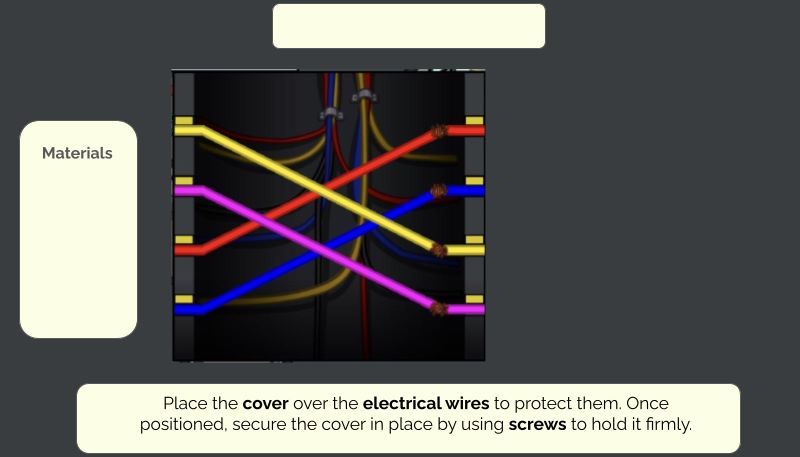 Materials
Place the cover over the electrical wires to protect them. Once
positioned, secure the cover in place by using screws to hold it firmly.